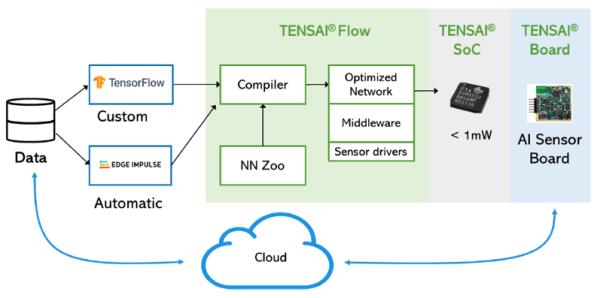 TENSAI® Flow
TENSAI®
SoC
TENSAI®
Board
TensorFlow
Custom
Compiler
Optimized
Network
Middleware
Sensor drivers
< 1mW
AI Sensor
Board
Data
EDGE IMPULSE
Automatic
NN Zoo
Cloud